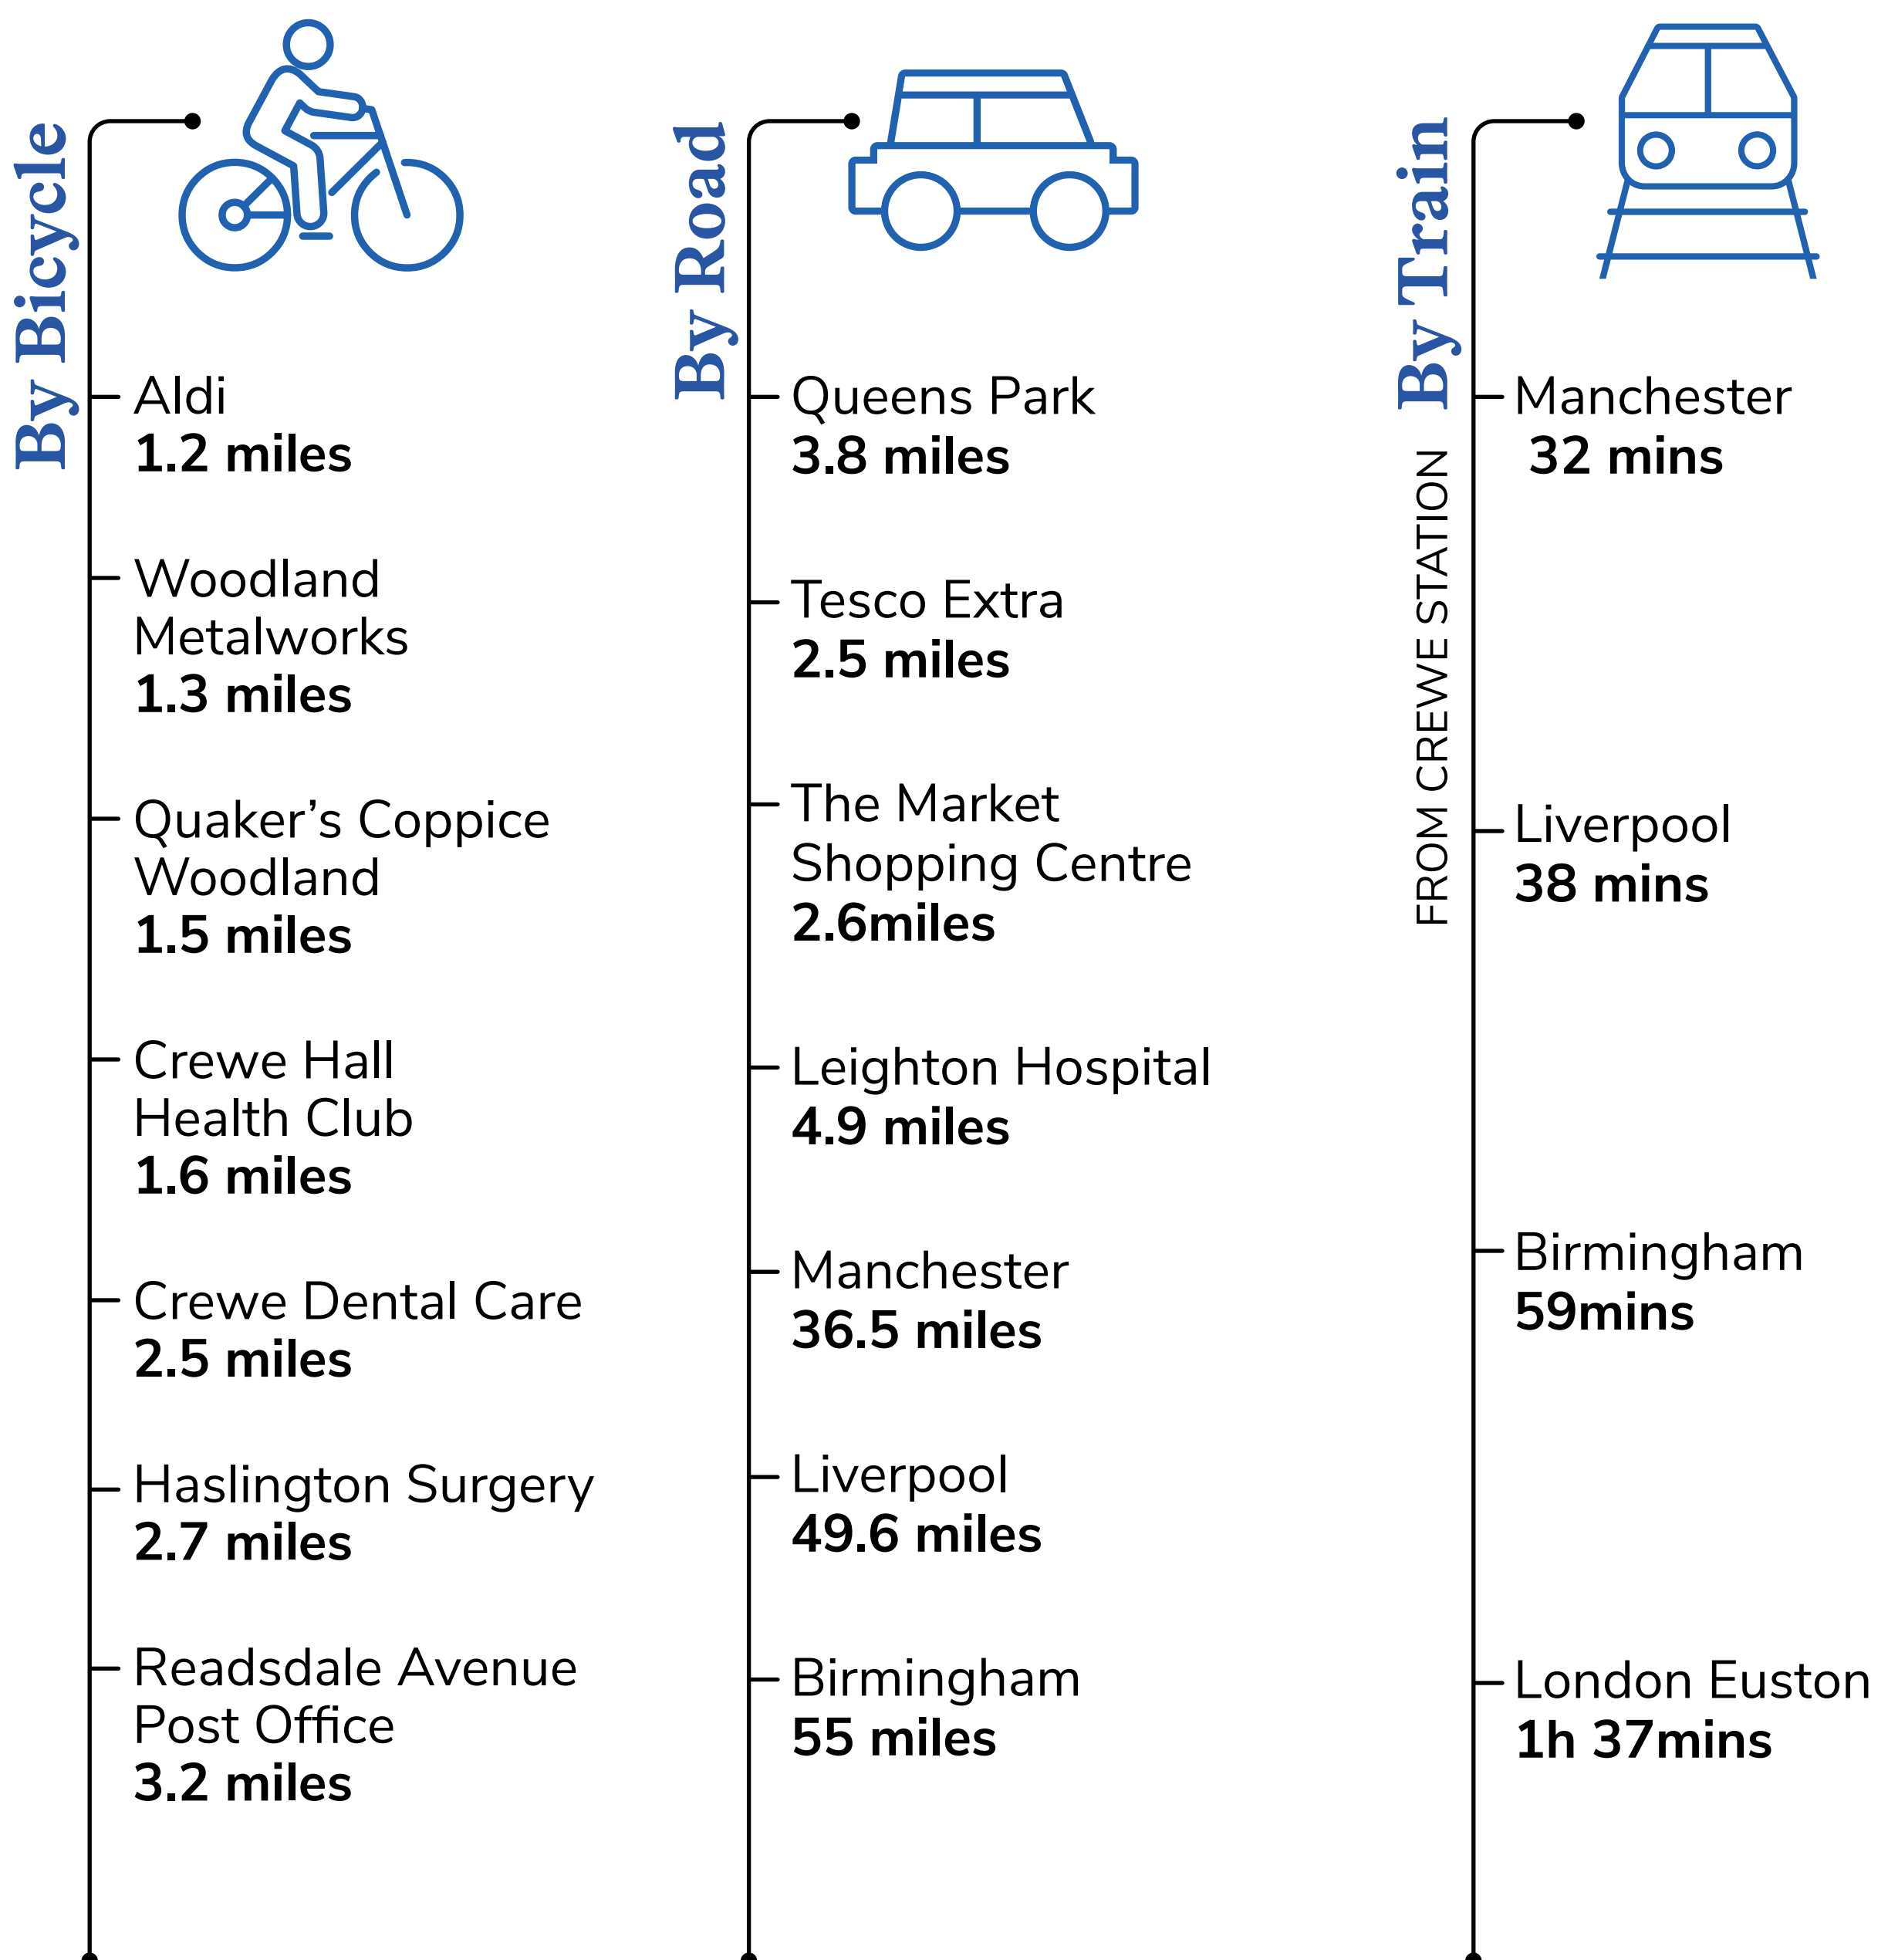 By Bicycle
Aldi
1.2 miles
Woodland
Metalworks
1.3 miles
Quaker’s Coppice
Woodland
1.5 miles
Crewe Hall
Health Club
1.6 miles
Crewe Dental Care
2.5 miles
Haslington Surgery
2.7 miles
Readsdale Avenue
Post Office
3.2 miles
By Road
Queens Park
3.8 miles
Tesco Extra
2.5 miles
The Market
Shopping Centre
2.6miles
Leighton Hospital
4.9 miles
Manchester
36.5 miles
Liverpool
49.6 miles
Birmingham
55 miles
By Train
FROM CREWE STATION
Manchester
32 mins
Liverpool
38 mins
Birmingham
59mins
London Euston
1h 37mins